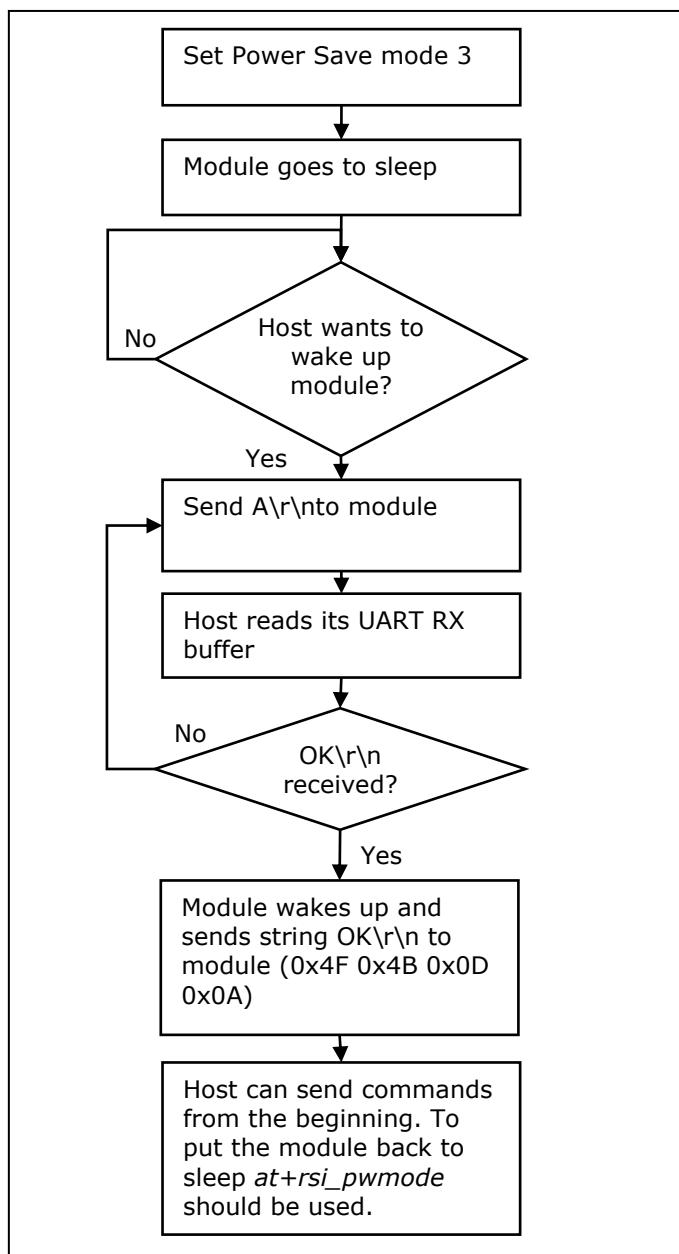 Set Power Save mode 3
Module goes to sleep
No
Host wants to
wake up
module?
Yes
Send A\r\nto module
Host reads its UART RX
buffer
No
OK\r\n
received?
Yes
Module wakes up and
sends string OK\r\n to
module (0x4F 0x4B 0x0D
0x0A)
Host can send commands
from the beginning. To
put the module back to
sleep at+rsi_pwmode
should be used.